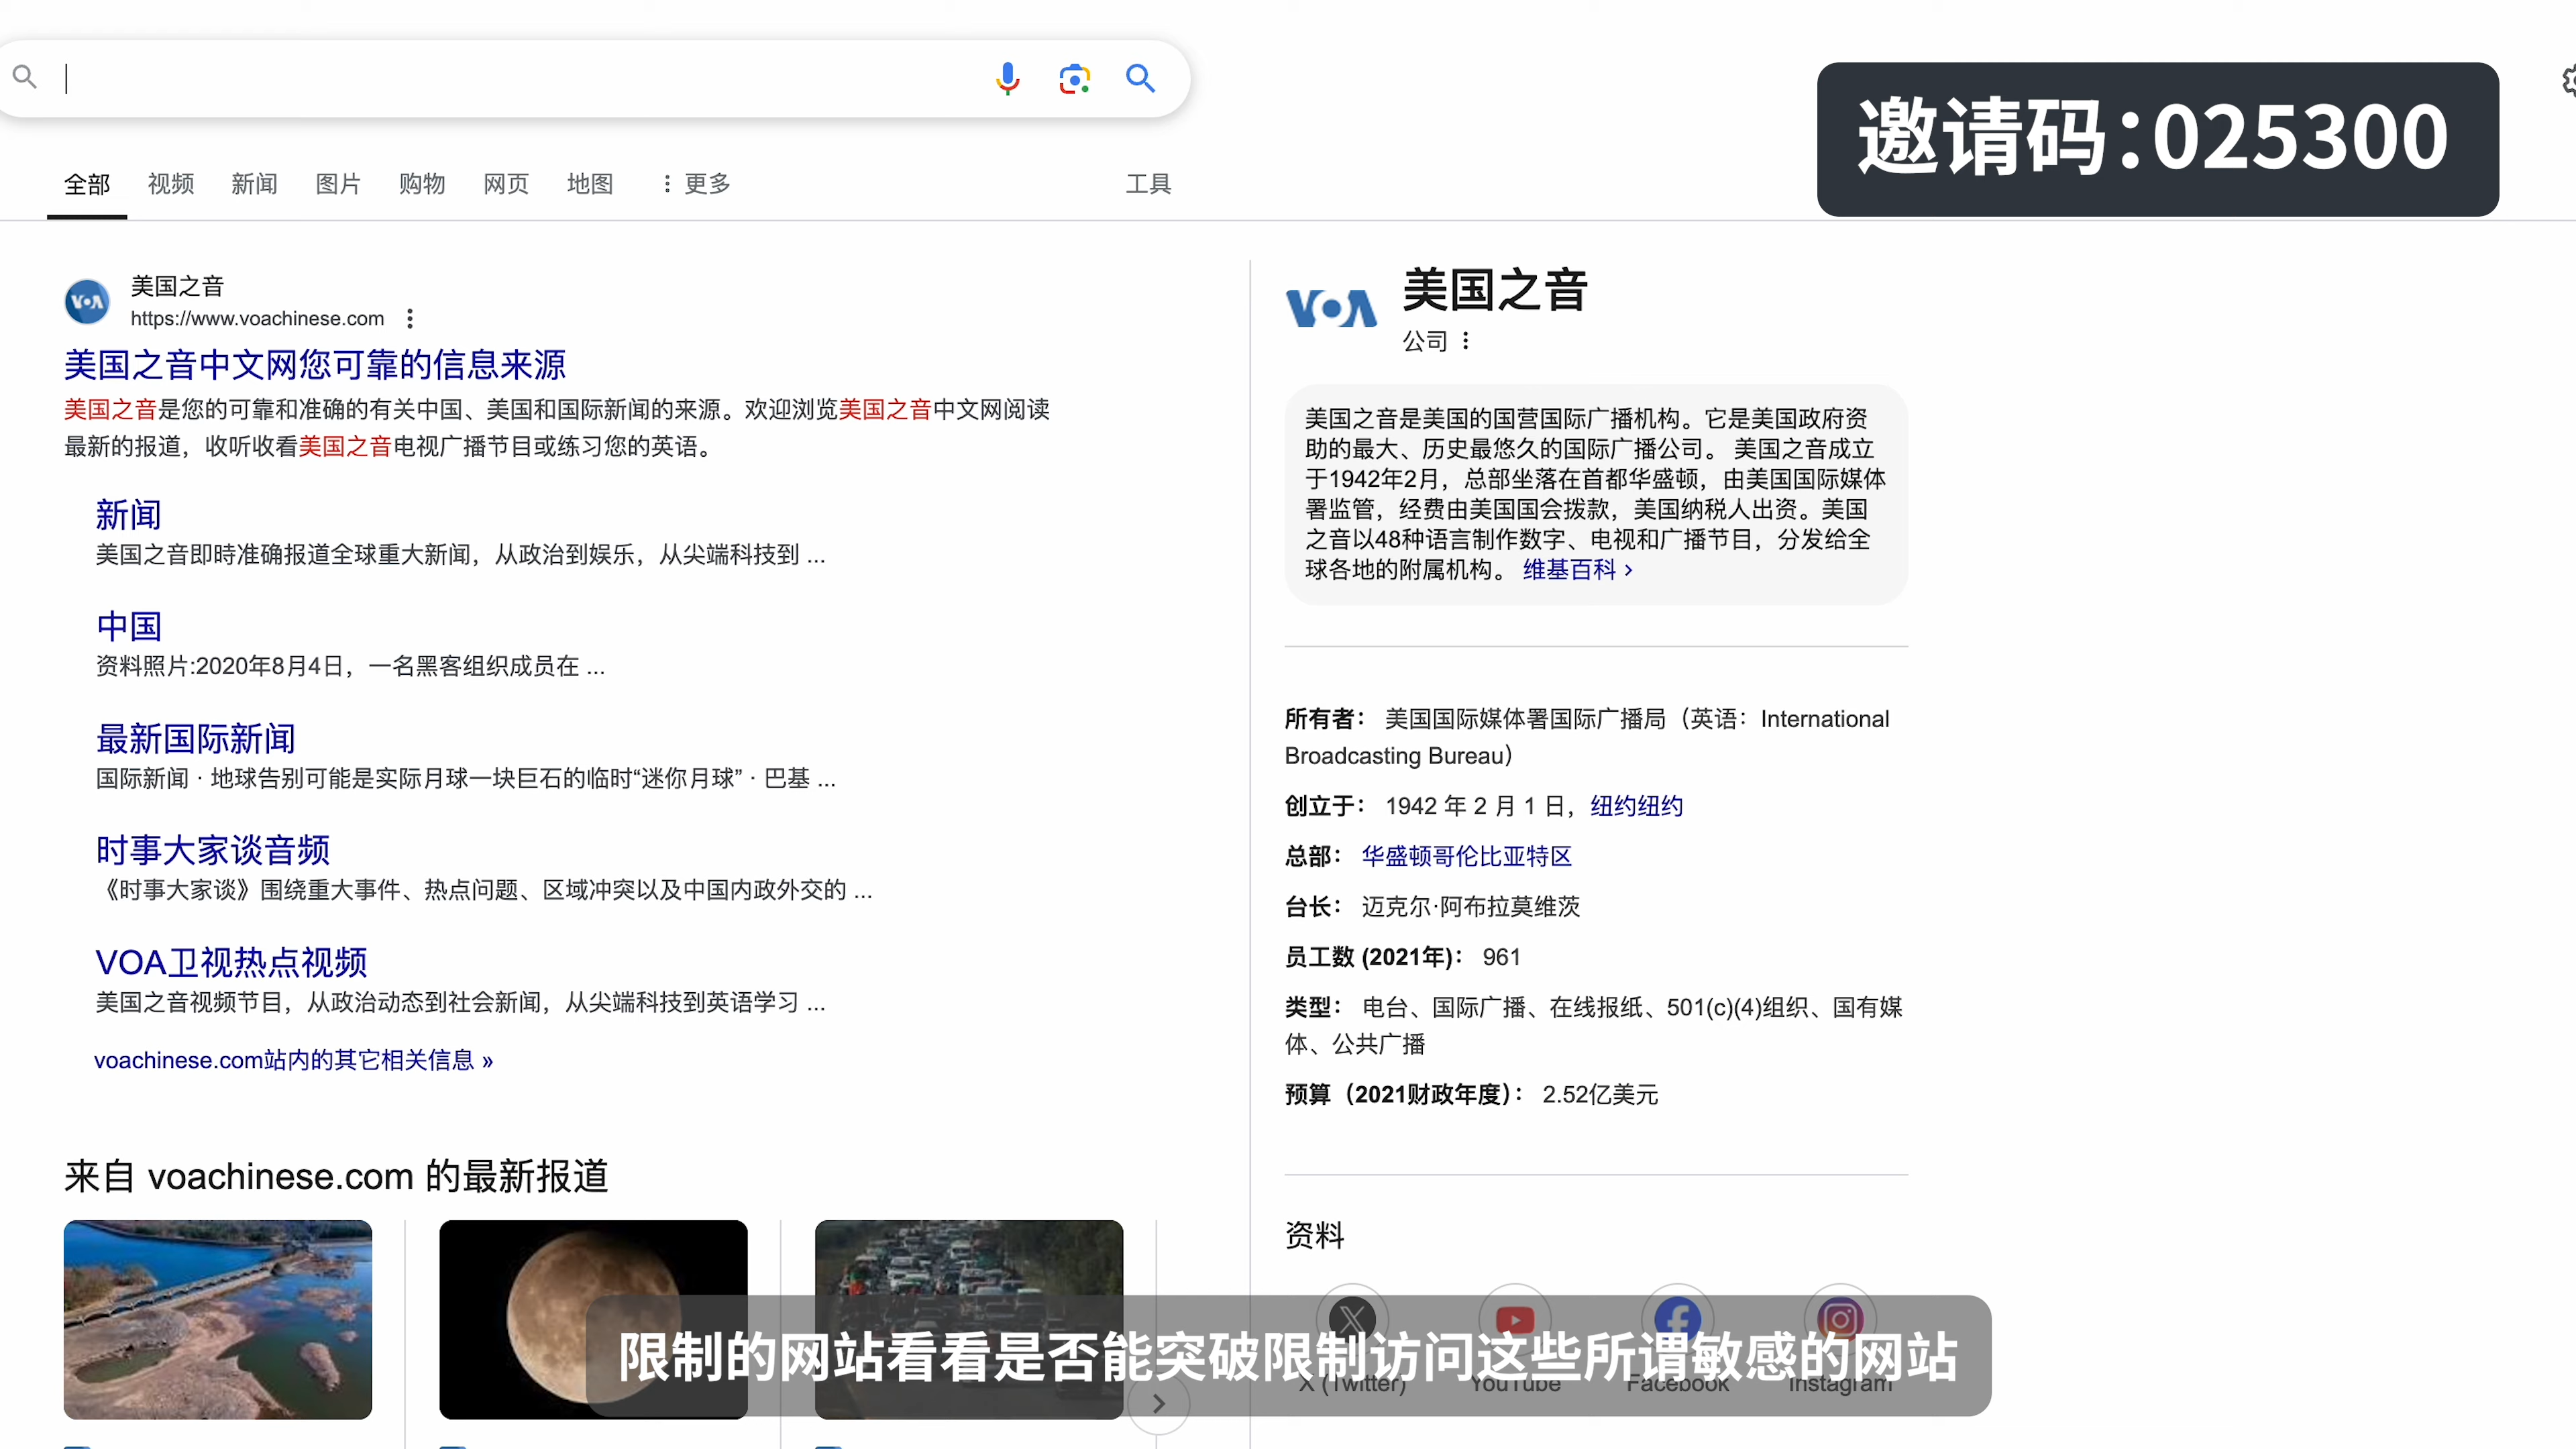 邀请码:025300
全部 视频 新闻 图片 购物 网页 地图 更多 工具
VOA
美国之音
https://www.voachinese.com
美国之音中文网您可靠的信息来源
美国之音是您的可靠和准确的有关中国、美国和国际新闻的来源。欢迎浏览美国之音中文网阅读
最新的报道，收听收看美国之音电视广播节目或练习您的英语。
新闻
美国之音即時准确报道全球重大新闻，从政治到娱乐，从尖端科技到 ...
中国
资料照片:2020年8月4日，一名黑客组织成员在 ...
最新国际新闻
国际新闻 · 地球告别可能是实际月球一块巨石的临时“迷你月球” · 巴基 ...
时事大家谈音频
《时事大家谈》围绕重大事件、热点问题、区域冲突以及中国内政外交的 ...
VOA卫视热点视频
美国之音视频节目，从政治动态到社会新闻，从尖端科技到英语学习 ...
voachinese.com站内的其它相关信息 »
来自 voachinese.com 的最新报道
VOA
美国之音
公司
美国之音是美国的国营国际广播机构。它是美国政府资
助的最大、历史最悠久的国际广播公司。 美国之音成立
于1942年2月，总部坐落在首都华盛顿，由美国国际媒体
署监管，经费由美国国会拨款，美国纳税人出资。美国
之音以48种语言制作数字、电视和广播节目，分发给全
球各地的附属机构。 维基百科 ›
所有者： 美国国际媒体署国际广播局（英语：International
Broadcasting Bureau）
创立于： 1942 年 2 月 1 日，纽约纽约
总部： 华盛顿哥伦比亚特区
台长： 迈克尔·阿布拉莫维茨
员工数 (2021年)： 961
类型： 电台、国际广播、在线报纸、501(c)(4)组织、国有媒
体、公共广播
预算（2021财政年度）： 2.52亿美元
资料
X (Twitter) YouTube Facebook Instagram
限制的网站看看是否能突破限制访问这些所谓敏感的网站